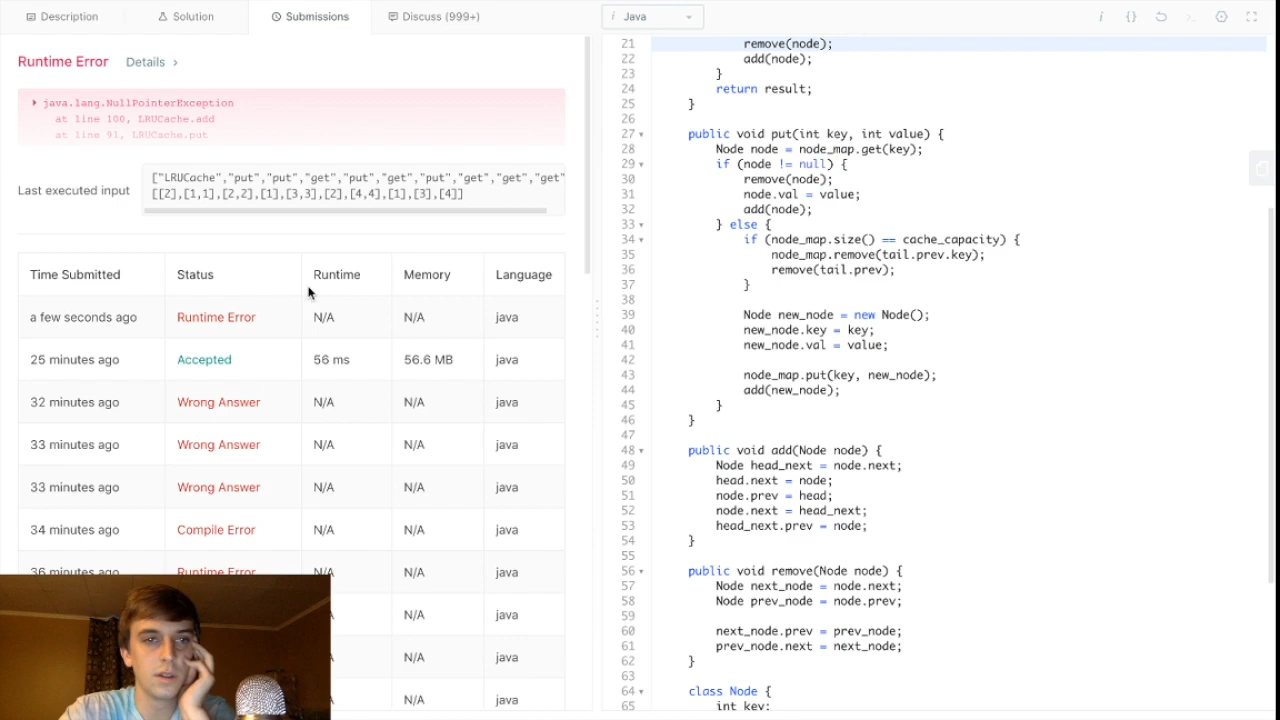 Description
Solution
Submissions
Discuss (999+)
i Java
i {}
Runtime Error Details
java.lang.NullPointerException
at line 100, LRUCache.add
at line 91, LRUCache.put
Last executed input
["LRUCache","put","put","get","put","get","put","get","get","get"
[[2],[1,1],[2,2],[1],[3,3],[2],[4,4],[1],[3],[4]]
Time Submitted Status Runtime Memory Language
a few seconds ago Runtime Error N/A N/A java
25 minutes ago Accepted 56 ms 56.6 MB java
32 minutes ago Wrong Answer N/A N/A java
33 minutes ago Wrong Answer N/A N/A java
33 minutes ago Wrong Answer N/A N/A java
34 minutes ago Compile Error N/A N/A java
36 minutes ago Runtime Error N/A N/A java
N/A java
N/A java
N/A java
21 remove(node);
22 add(node);
23 }
24 return result;
25 }
26
27 public void put(int key, int value) {
28 Node node = node_map.get(key);
29 if (node != null) {
30 remove(node);
31 node.val = value;
32 add(node);
33 } else {
34 if (node_map.size() == cache_capacity) {
35 node_map.remove(tail.prev.key);
36 remove(tail.prev);
37 }
38
39 Node new_node = new Node();
40 new_node.key = key;
41 new_node.val = value;
42
43 node_map.put(key, new_node);
44 add(new_node);
45 }
46 }
47
48 public void add(Node node) {
49 Node head_next = node.next;
50 head.next = node;
51 node.prev = head;
52 node.next = head_next;
53 head_next.prev = node;
54 }
55
56 public void remove(Node node) {
57 Node next_node = node.next;
58 Node prev_node = node.prev;
59
60 next_node.prev = prev_node;
61 prev_node.next = next_node;
62 }
63
64 class Node {
65 int key;